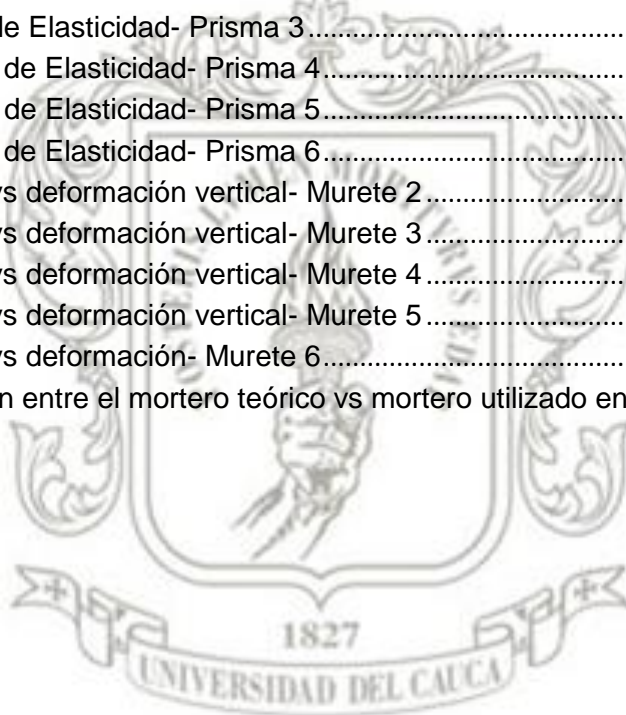 de Elasticidad- Prisma 3
de Elasticidad- Prisma 4
de Elasticidad- Prisma 5
de Elasticidad- Prisma 6
vs deformación vertical- Murete 2
vs deformación vertical- Murete 3
vs deformación vertical- Murete 4
vs deformación vertical- Murete 5
vs deformación- Murete 6
n entre el mortero teórico vs mortero utilizado en
1827
UNIVERSIDAD DEL CAUCA